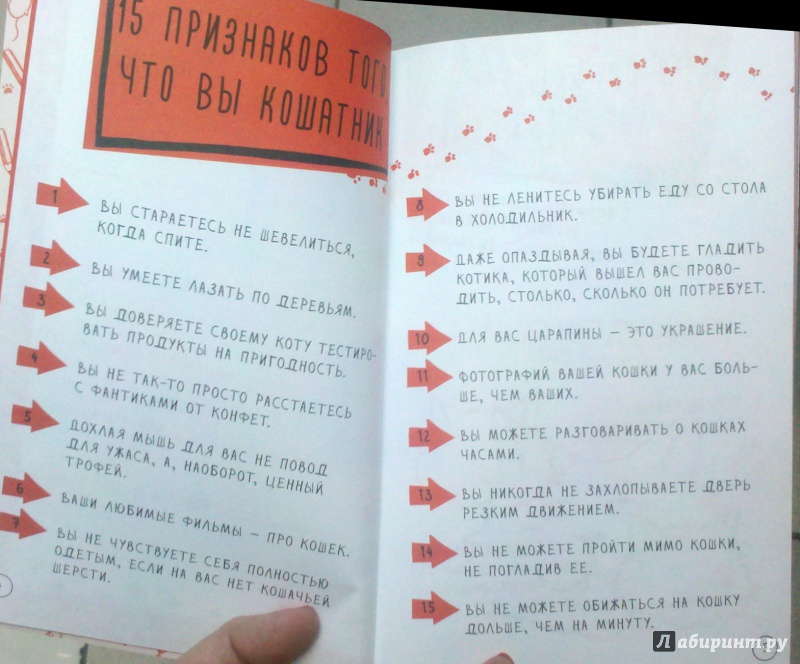 15 ПРИЗНАКОВ ТОГО,
ЧТО ВЫ КОШАТНИК
1
ВЫ СТАРАЕТЕСЬ НЕ ШЕВЕЛИТЬСЯ,
КОГДА СПИТЕ.
2
ВЫ УМЕЕТЕ ЛАЗАТЬ ПО ДЕРЕВЬЯМ.
3
ВЫ ДОВЕРЯЕТЕ СВОЕМУ КОТУ ТЕСТИРО-
ВАТЬ ПРОДУКТЫ НА ПРИГОДНОСТЬ.
4
ВЫ НЕ ТАК-ТО ПРОСТО РАССТАЕТЕСЬ
С ФАНТИКАМИ ОТ КОНФЕТ.
5
ДОХЛАЯ МЫШЬ ДЛЯ ВАС НЕ ПОВОД
ДЛЯ УЖАСА, А, НАОБОРОТ, ЦЕННЫЙ
ТРОФЕЙ.
6
ВАШИ ЛЮБИМЫЕ ФИЛЬМЫ – ПРО КОШЕК.
7
ВЫ НЕ ЧУВСТВУЕТЕ СЕБЯ ПОЛНОСТЬЮ
ОДЕТЫМ, ЕСЛИ НА ВАС НЕТ КОШАЧЬЕЙ
ШЕРСТИ.
8
ВЫ НЕ ЛЕНИТЕСЬ УБИРАТЬ ЕДУ СО СТОЛА
В ХОЛОДИЛЬНИК.
9
ДАЖЕ ОПАЗДЫВАЯ, ВЫ БУДЕТЕ ГЛАДИТЬ
КОТИКА, КОТОРЫЙ ВЫШЕЛ ВАС ПРОВО-
ДИТЬ, СТОЛЬКО, СКОЛЬКО ОН ПОТРЕБУЕТ.
10
ДЛЯ ВАС ЦАРАПИНЫ – ЭТО УКРАШЕНИЕ.
11
ФОТОГРАФИЙ ВАШЕЙ КОШКИ У ВАС БОЛЬ-
ШЕ, ЧЕМ ВАШИХ.
12
ВЫ МОЖЕТЕ РАЗГОВАРИВАТЬ О КОШКАХ
ЧАСАМИ.
13
ВЫ НИКОГДА НЕ ЗАХЛОПЫВАЕТЕ ДВЕРЬ
РЕЗКИМ ДВИЖЕНИЕМ.
14
ВЫ НЕ МОЖЕТЕ ПРОЙТИ МИМО КОШКИ,
НЕ ПОГЛАДИВ ЕЕ.
15
ВЫ НЕ МОЖЕТЕ ОБИЖАТЬСЯ НА КОШКУ
ДОЛЬШЕ, ЧЕМ НА МИНУТУ.
Лабиринт.ру